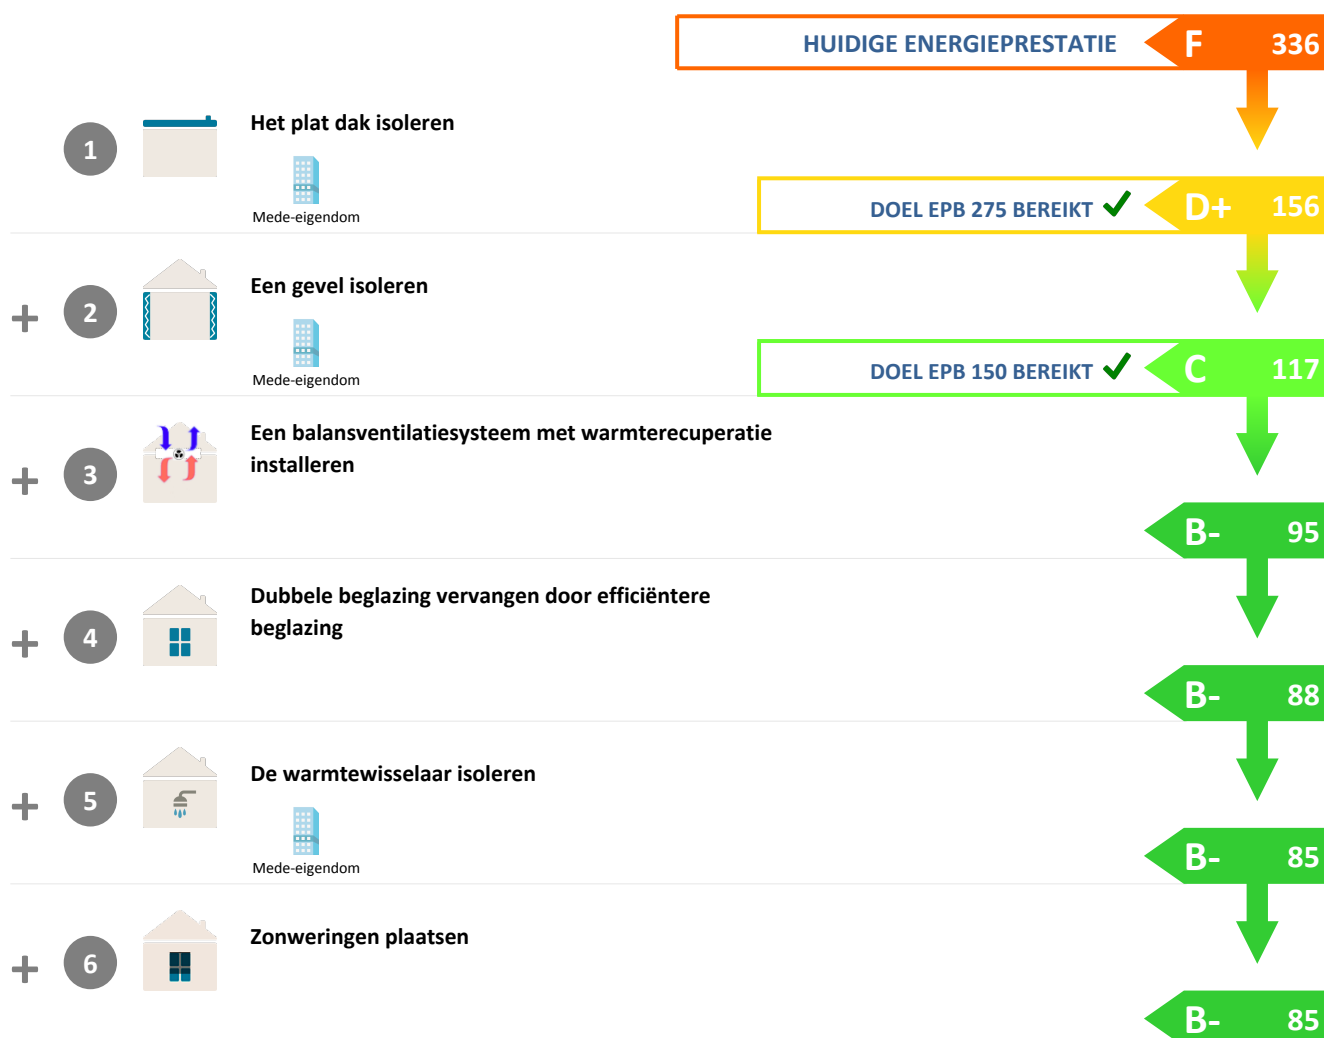 HUIDIGE ENERGIEPRESTATIE F 336
1 Het plat dak isoleren
Mede-eigendom
DOEL EPB 275 BEREIKT D+ 156
+ 2 Een gevel isoleren
Mede-eigendom
DOEL EPB 150 BEREIKT C 117
+ 3 Een balansventilatiesysteem met warmterecuperatie
installeren
B- 95
+ 4 Dubbele beglazing vervangen door efficiëntere
beglazing
B- 88
+ 5 De warmtewisselaar isoleren
Mede-eigendom
B- 85
+ 6 Zonweringen plaatsen
B- 85